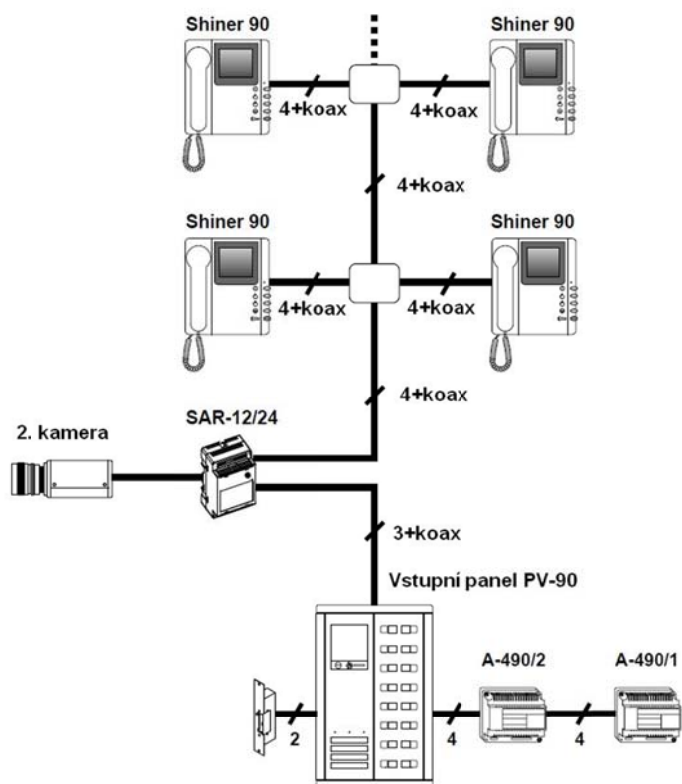 Shiner 90
Shiner 90
4+koax
4+koax
4+koax
Shiner 90
Shiner 90
4+koax
4+koax
4+koax
SAR-12/24
2. kamera
3+koax
Vstupní panel PV-90
A-490/2
A-490/1
2
4
4